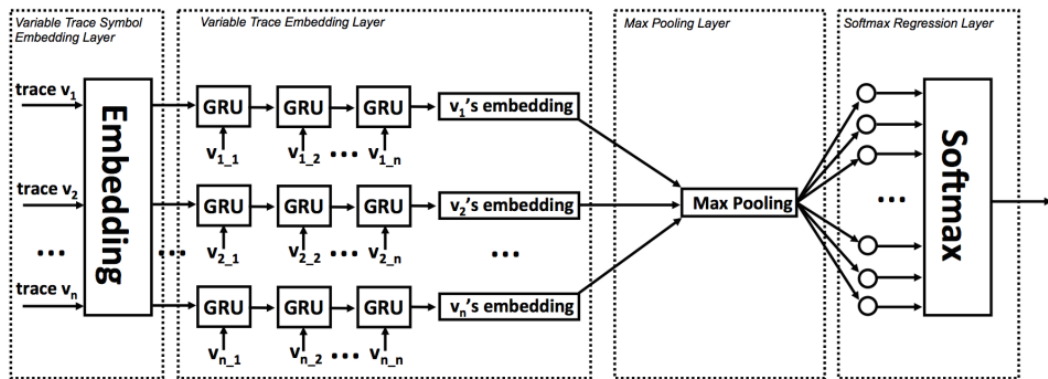 Variable Trace Symbol
Embedding Layer
Variable Trace Embedding Layer
Max Pooling Layer
Softmax Regression Layer
trace v1
trace v2
...
trace vn
Embedding
...
GRU GRU GRU v1's embedding
v1_1 v1_2 ... v1_n
GRU GRU GRU v2's embedding
v2_1 v2_2 ... v2_n ...
GRU GRU GRU vn's embedding
vn_1 vn_2 ... vn_n
Max Pooling
...
Softmax